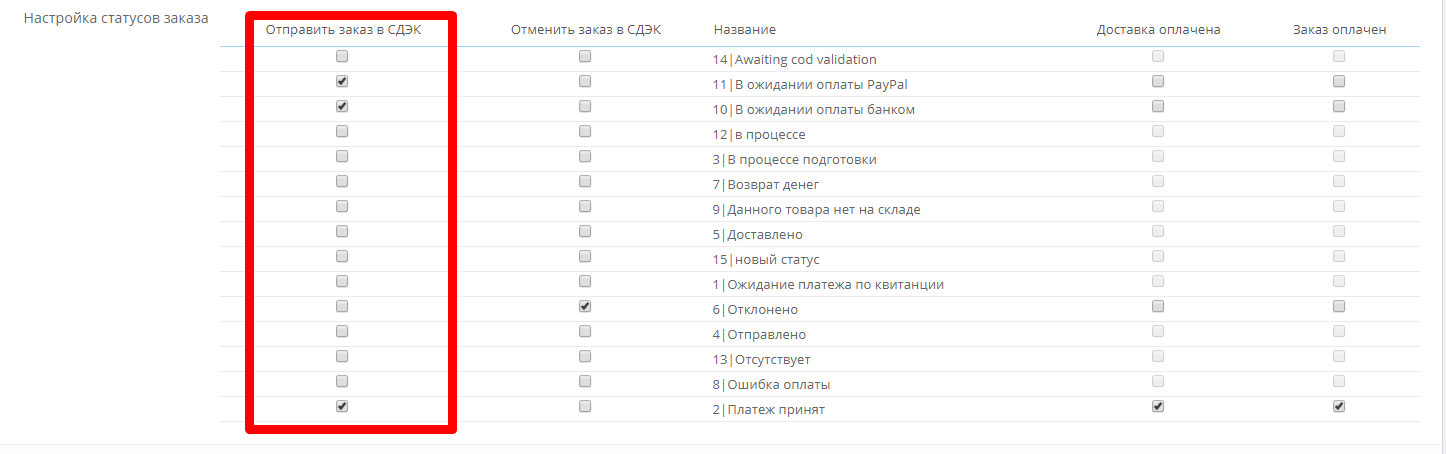 Настройка статусов заказа
Отправить заказ в СДЭК Отменить заказ в СДЭК Название Доставка оплачена Заказ оплачен
14|Awaiting cod validation
11|В ожидании оплаты PayPal
10|В ожидании оплаты банком
12|в процессе
3|В процессе подготовки
7|Возврат денег
9|Данного товара нет на складе
5|Доставлено
15|новый статус
1|Ожидание платежа по квитанции
6|Отклонено
4|Отправлено
13|Отсутствует
8|Ошибка оплаты
2|Платеж принят